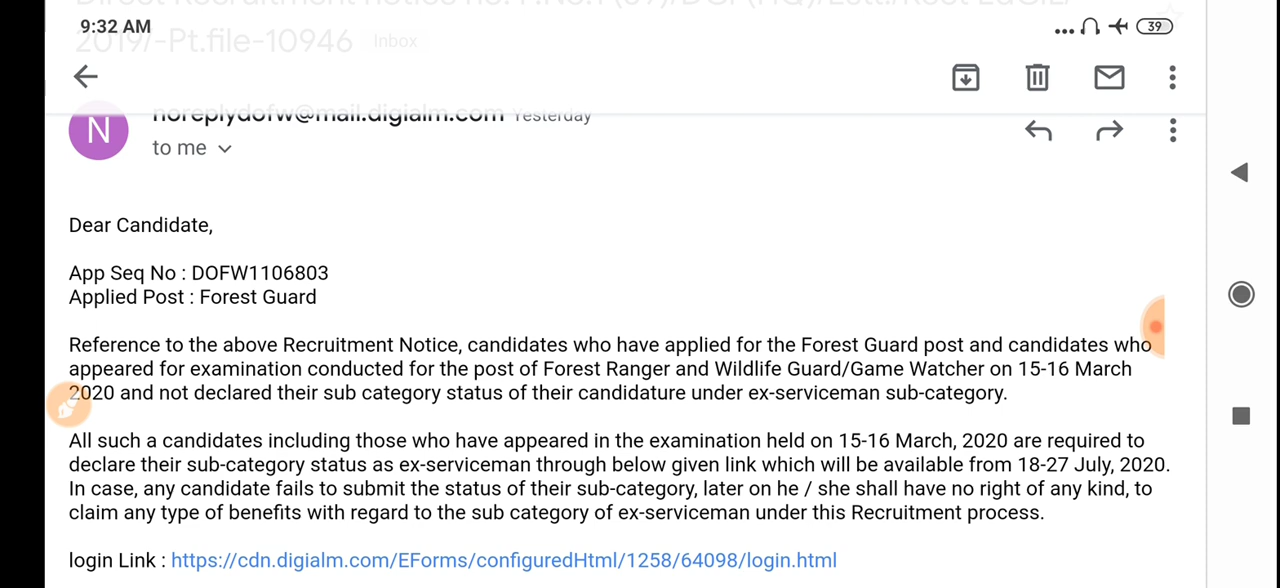 9:32 AM
39
2019/-Pt.file-10946 Inbox
N
noreplydofw@mail.digialm.com Yesterday
to me
Dear Candidate,
App Seq No : DOFW1106803
Applied Post : Forest Guard
Reference to the above Recruitment Notice, candidates who have applied for the Forest Guard post and candidates who
appeared for examination conducted for the post of Forest Ranger and Wildlife Guard/Game Watcher on 15-16 March
2020 and not declared their sub category status of their candidature under ex-serviceman sub-category.
All such a candidates including those who have appeared in the examination held on 15-16 March, 2020 are required to
declare their sub-category status as ex-serviceman through below given link which will be available from 18-27 July, 2020.
In case, any candidate fails to submit the status of their sub-category, later on he / she shall have no right of any kind, to
claim any type of benefits with regard to the sub category of ex-serviceman under this Recruitment process.
login Link : https://cdn.digialm.com/EForms/configuredHtml/1258/64098/login.html